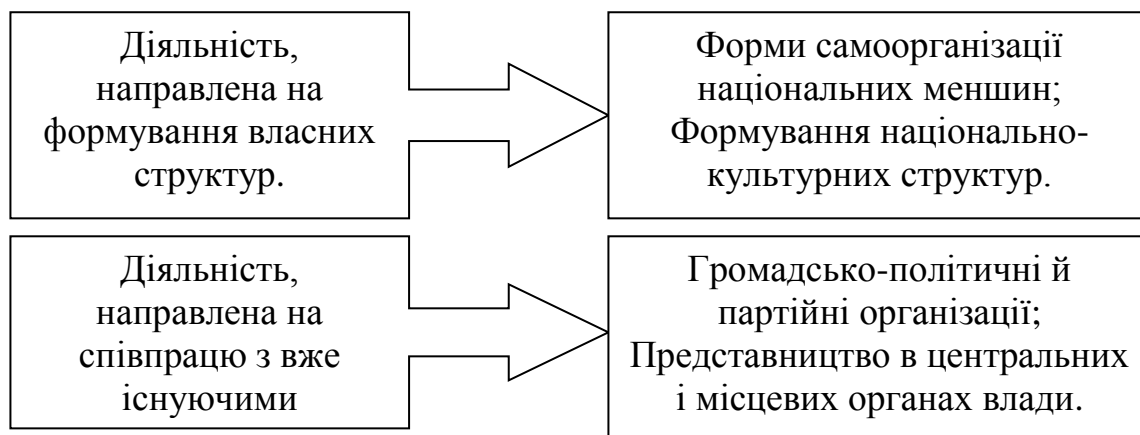 Діяльність,
направлена на
формування власних
структур.
Форми самоорганізації
національних меншин;
Формування національно-
культурних структур.
Діяльність,
направлена на
співпрацю з вже
існуючими
Громадсько-політичні й
партійні організації;
Представництво в центральних
і місцевих органах влади.